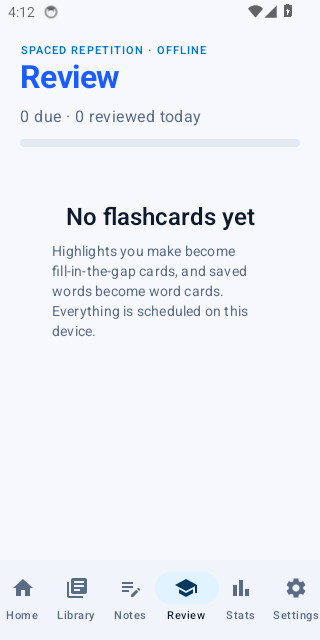 4:12
SPACED REPETITION · OFFLINE
Review
0 due · 0 reviewed today
No flashcards yet
Highlights you make become
fill-in-the-gap cards, and saved
words become word cards.
Everything is scheduled on this
device.
Home Library Notes Review Stats Settings